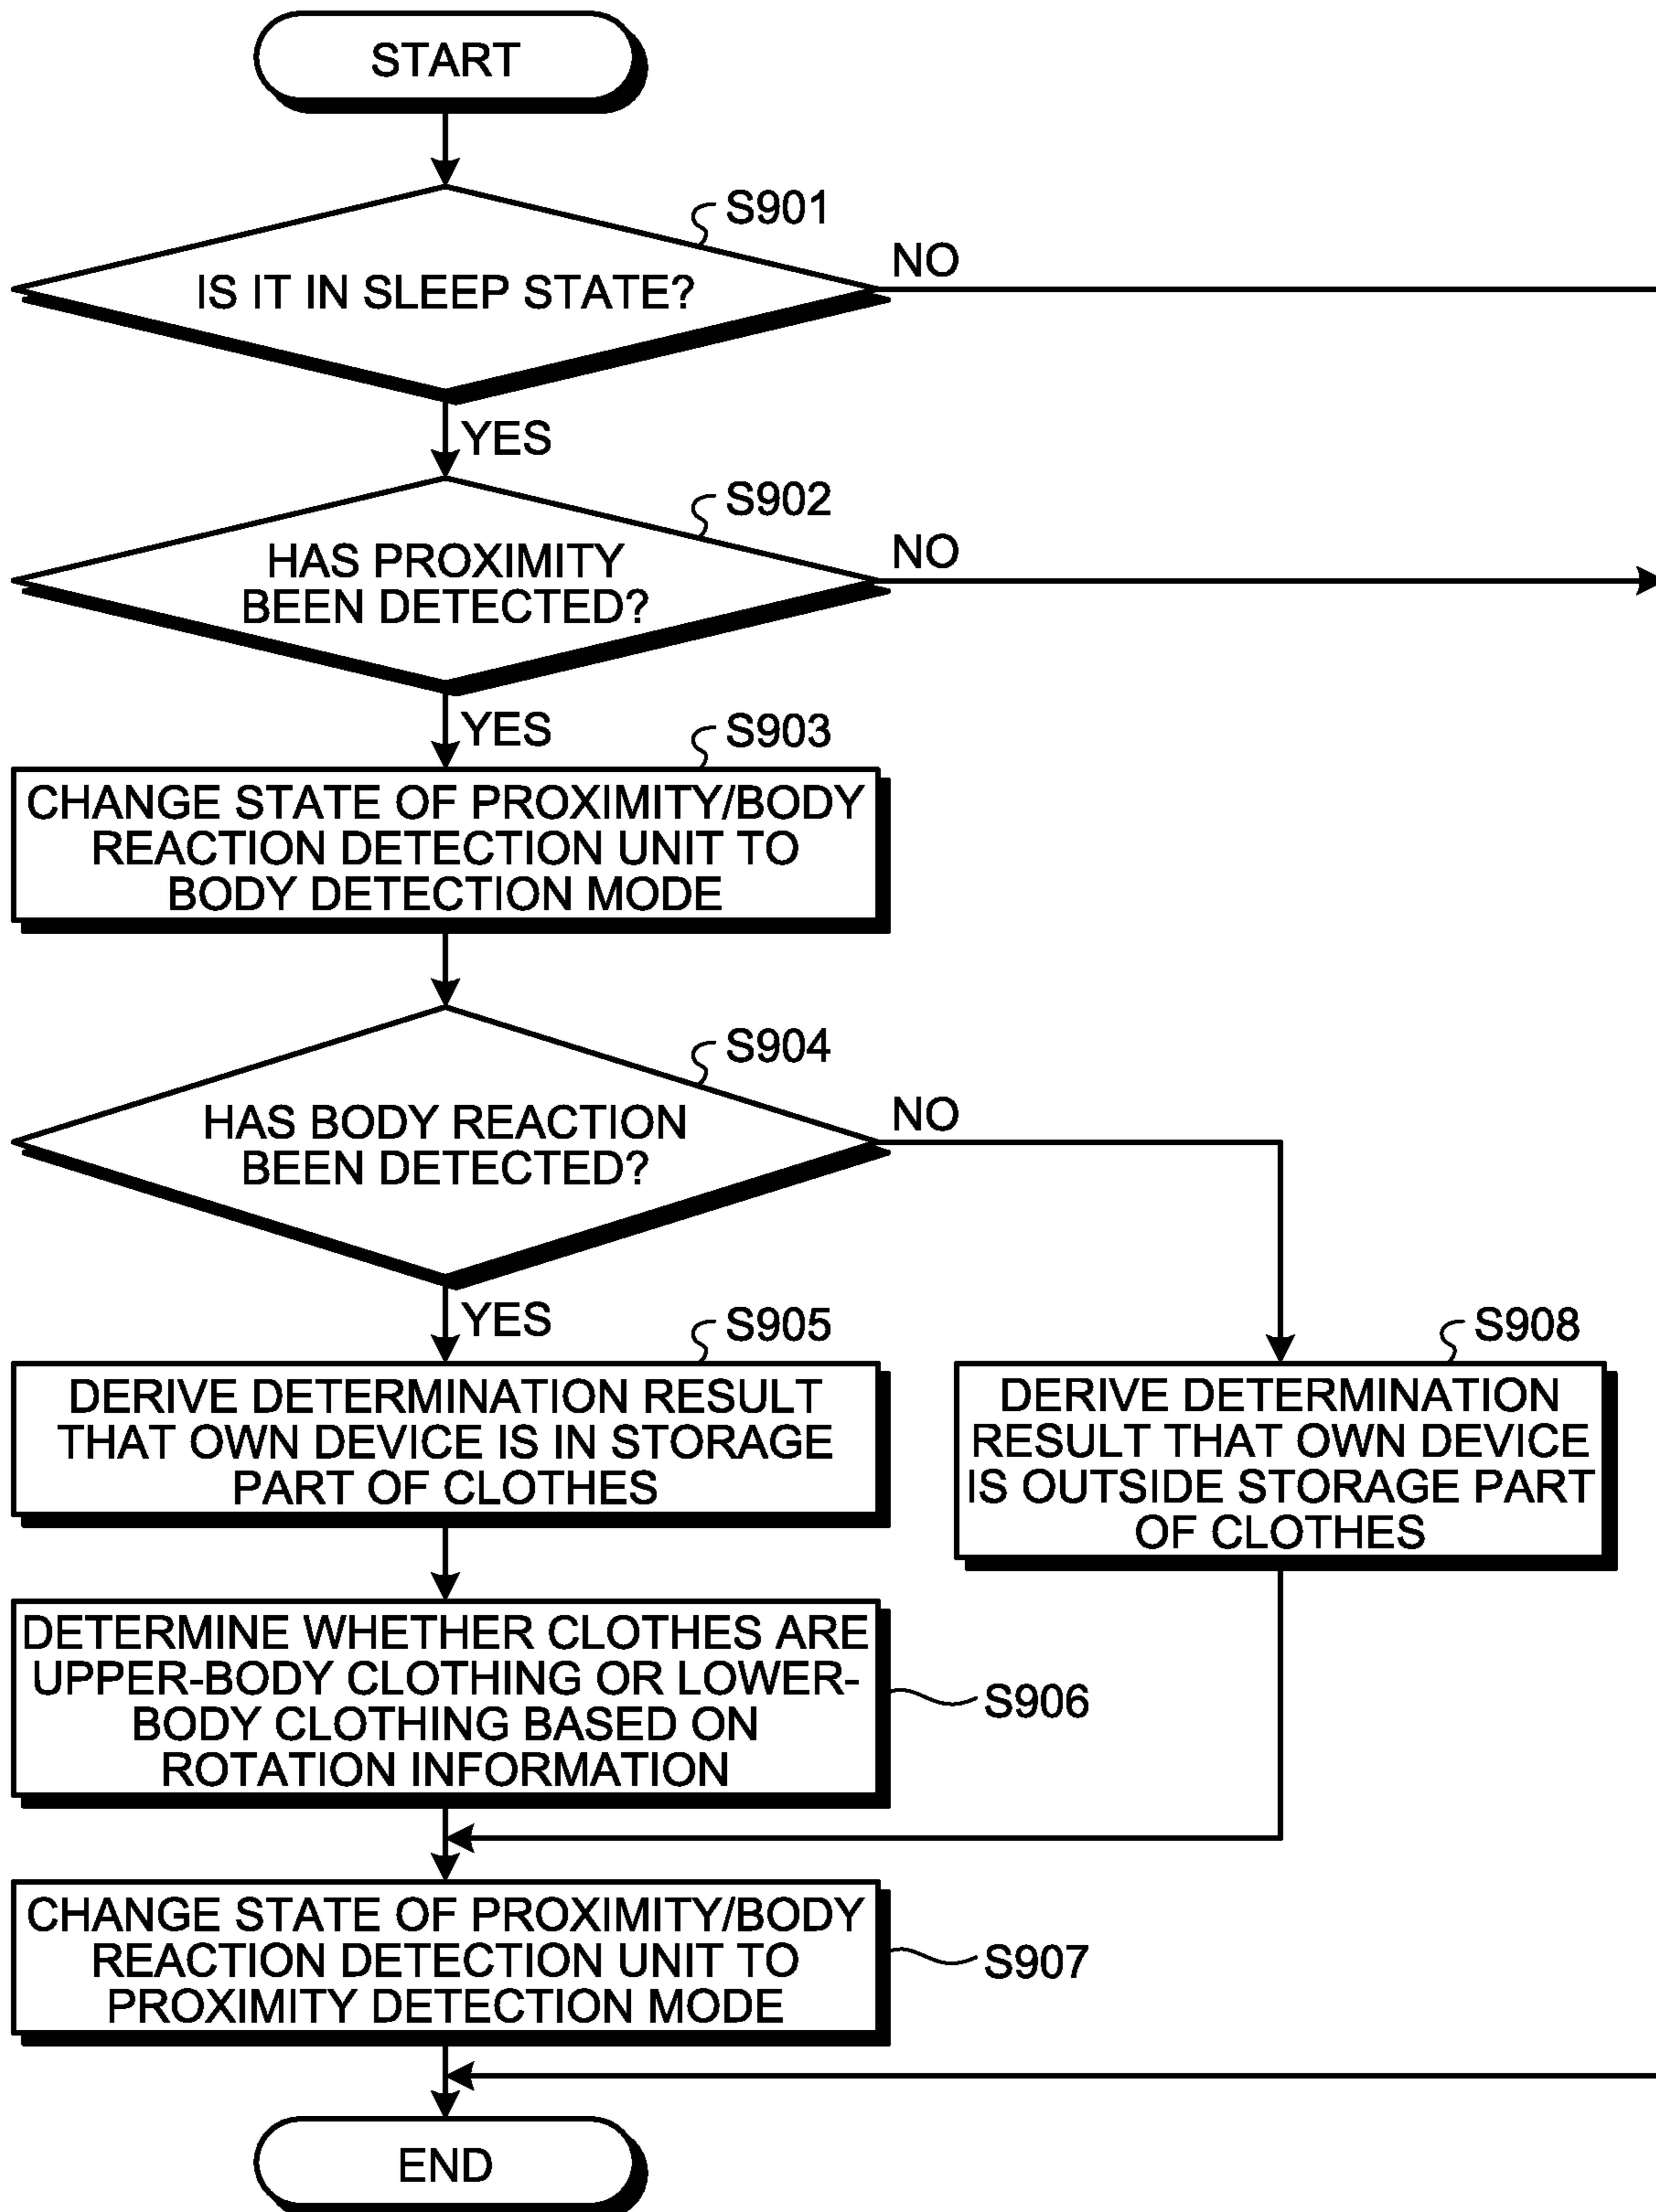 START
S901
IS IT IN SLEEP STATE?
NO
YES
S902
HAS PROXIMITY
BEEN DETECTED?
NO
YES
S903
CHANGE STATE OF PROXIMITY/BODY
REACTION DETECTION UNIT TO
BODY DETECTION MODE
S904
HAS BODY REACTION
BEEN DETECTED?
NO
YES
S905
DERIVE DETERMINATION RESULT
THAT OWN DEVICE IS IN STORAGE
PART OF CLOTHES
S908
DERIVE DETERMINATION
RESULT THAT OWN DEVICE
IS OUTSIDE STORAGE PART
OF CLOTHES
DETERMINE WHETHER CLOTHES ARE
UPPER-BODY CLOTHING OR LOWER-
BODY CLOTHING BASED ON
ROTATION INFORMATION
S906
CHANGE STATE OF PROXIMITY/BODY
REACTION DETECTION UNIT TO
PROXIMITY DETECTION MODE
S907
END